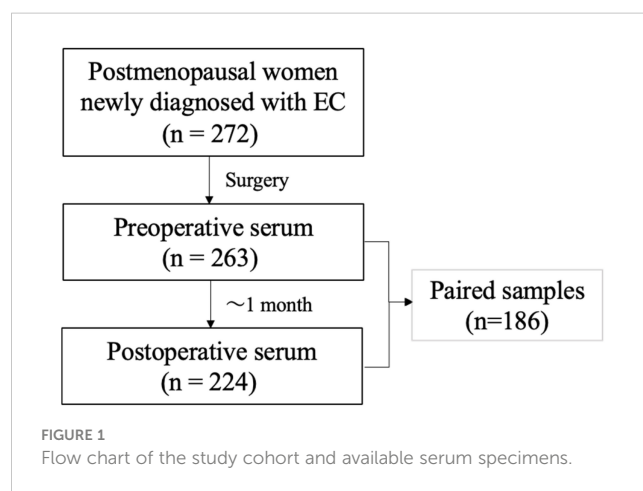 Postmenopausal women
newly diagnosed with EC
(n = 272)
Surgery
Preoperative serum
(n = 263)
~1 month
Postoperative serum
(n = 224)
Paired samples
(n=186)
FIGURE 1
Flow chart of the study cohort and available serum specimens.